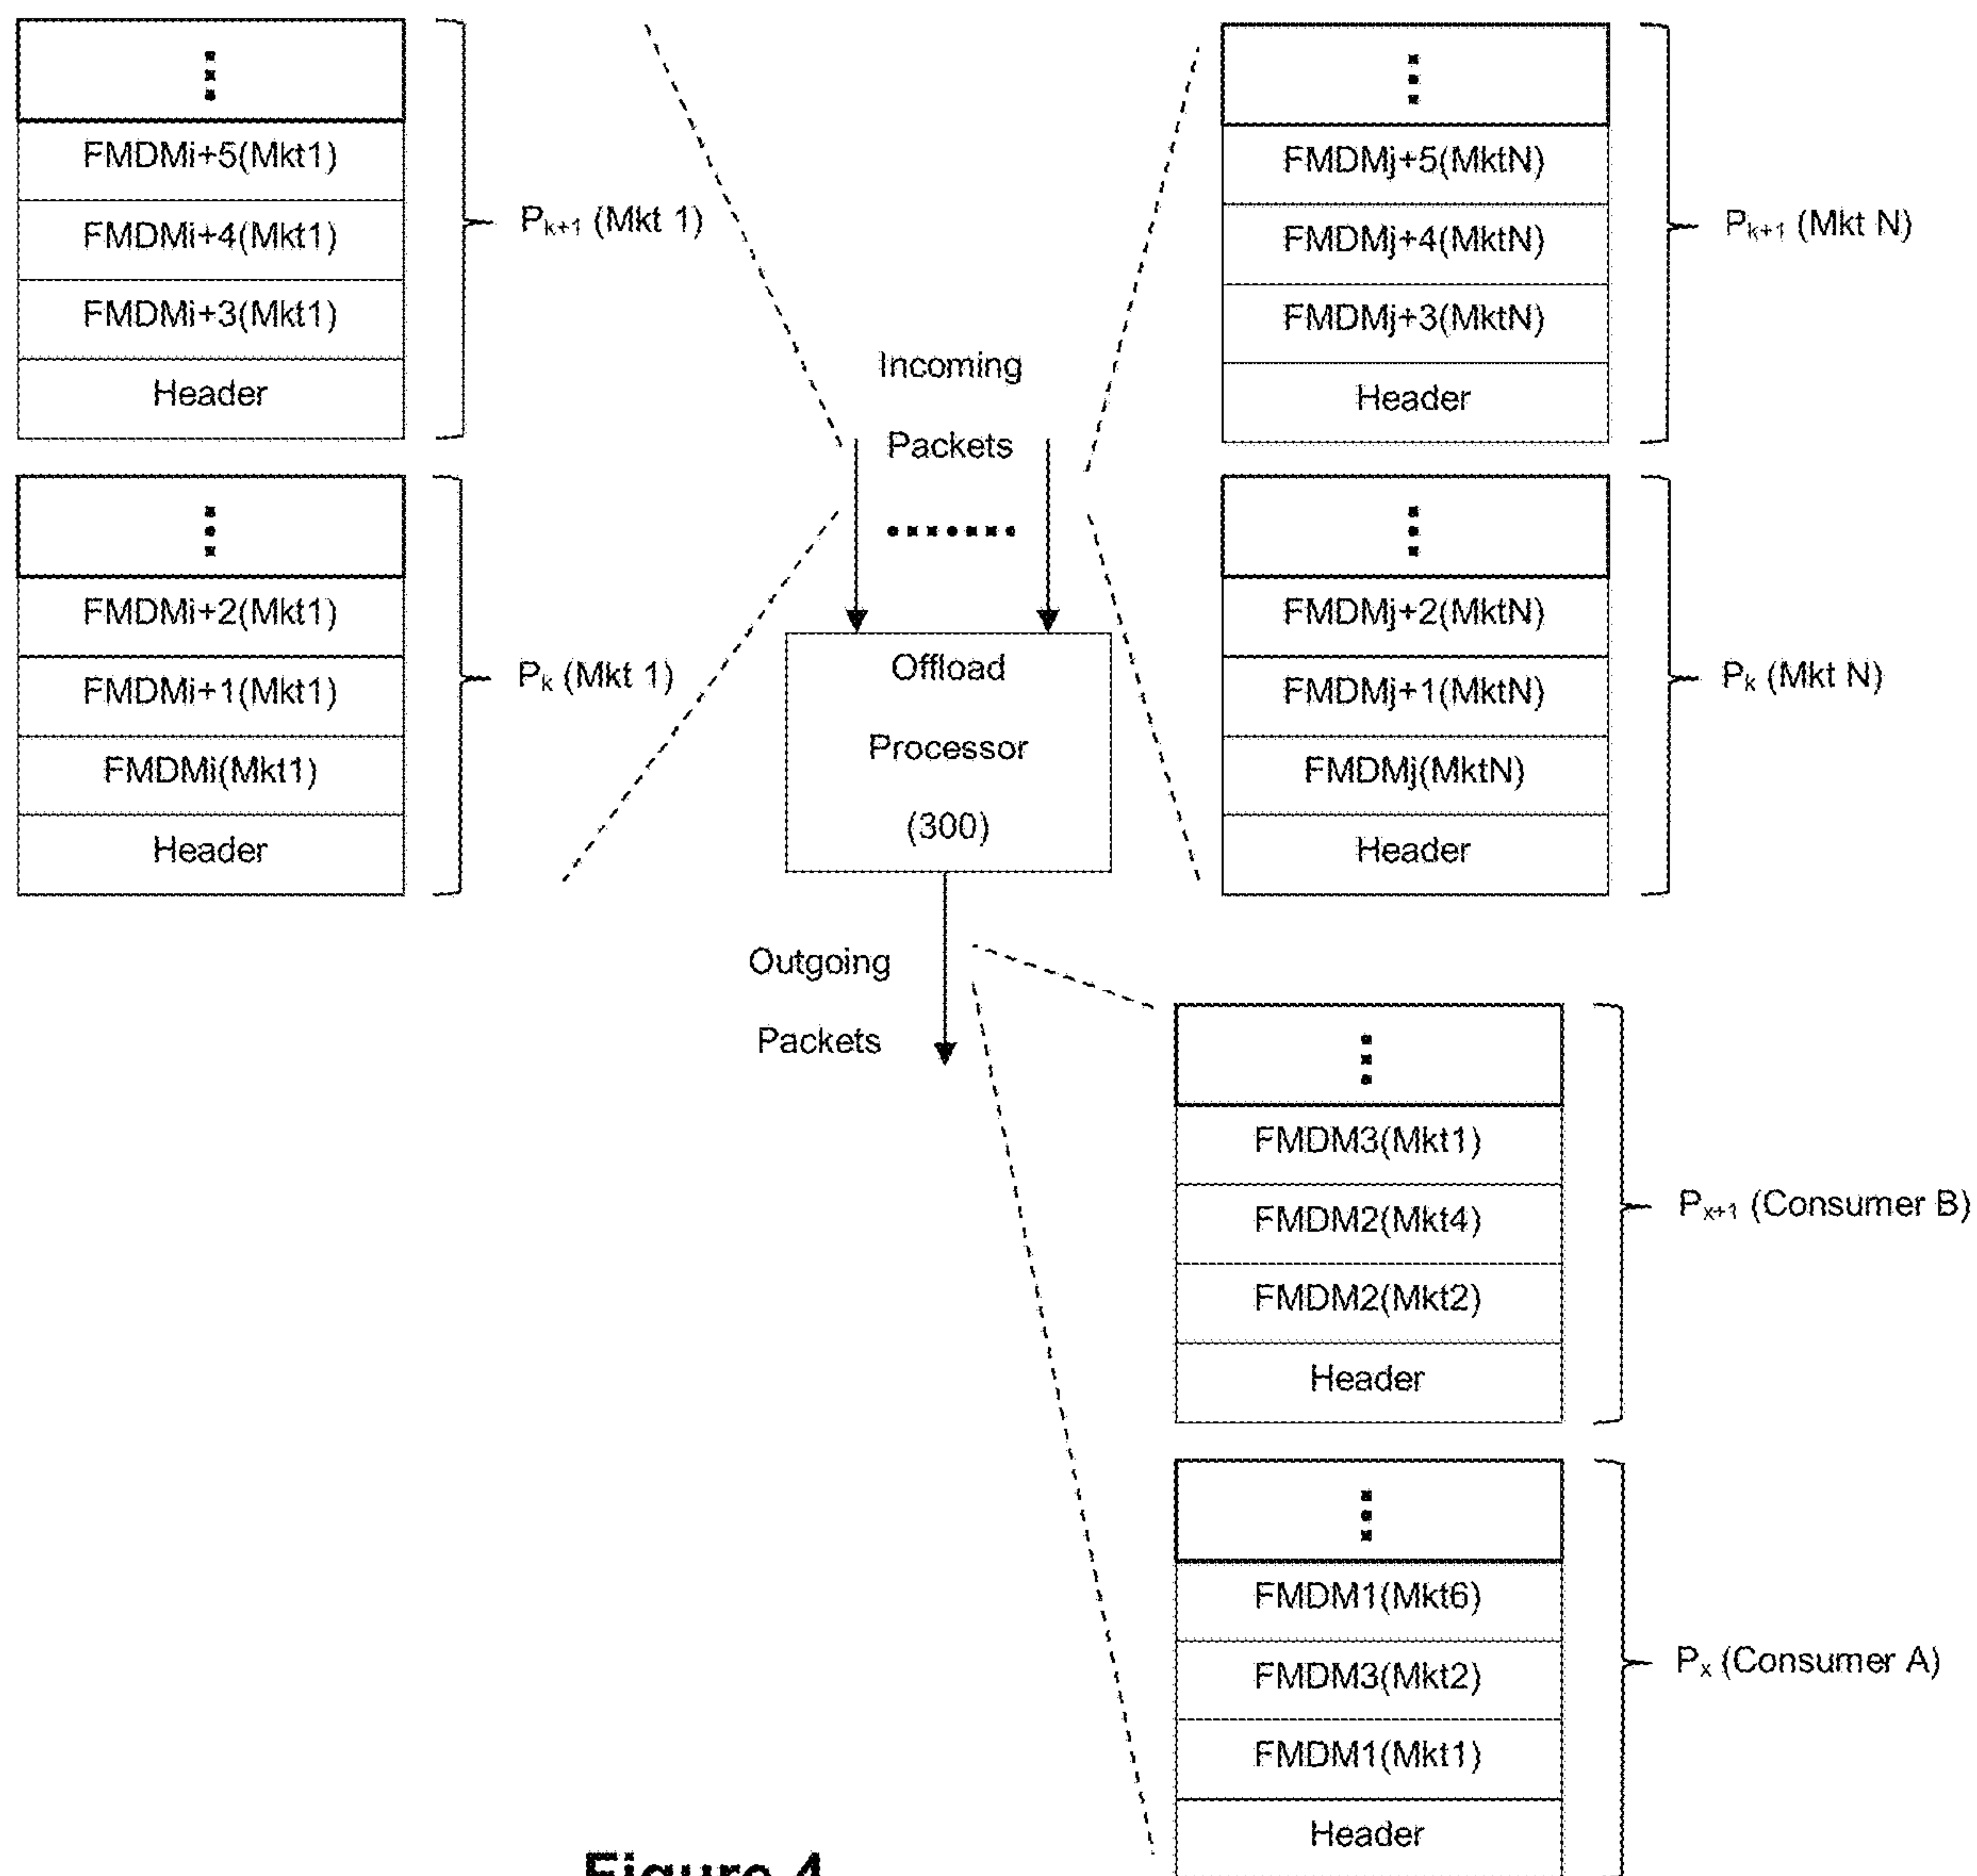 FMDMi+5(Mkt1)
FMDMi+4(Mkt1)
FMDMi+3(Mkt1)
Header
Pk+1 (Mkt 1)
FMDMi+2(Mkt1)
FMDMi+1(Mkt1)
FMDMi(Mkt1)
Header
Pk (Mkt 1)
Incoming
Packets
Offload
Processor
(300)
Outgoing
Packets
FMDMj+5(MktN)
FMDMj+4(MktN)
FMDMj+3(MktN)
Header
Pk+1 (Mkt N)
FMDMj+2(MktN)
FMDMj+1(MktN)
FMDMj(MktN)
Header
Pk (Mkt N)
FMDM3(Mkt1)
FMDM2(Mkt4)
FMDM2(Mkt2)
Header
Px+1 (Consumer B)
FMDM1(Mkt6)
FMDM3(Mkt2)
FMDM1(Mkt1)
Header
Px (Consumer A)
Figure 4